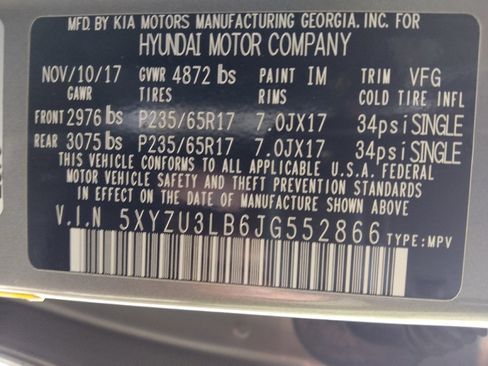 MFD. BY KIA MOTORS MANUFACTURING GEORGIA, INC. FOR
HYUNDAI MOTOR COMPANY
NOV/10/17 GVWR 4872 lbs PAINT IM TRIM VFG
GAWR TIRES RIMS COLD TIRE INFL
FRONT 2976 lbs P235/65R17 7.0JX17 34psi SINGLE
REAR 3075 lbs P235/65R17 7.0JX17 34psi SINGLE
THIS VEHICLE CONFORMS TO ALL APPLICABLE U.S.A. FEDERAL
MOTOR VEHICLE SAFETY AND THEFT PREVENTION STANDARDS
IN EFFECT ON THE DATE OF MANUFACTURE SHOWN ABOVE.
V.I.N 5XYZU3LB6JG552866 TYPE:MPV